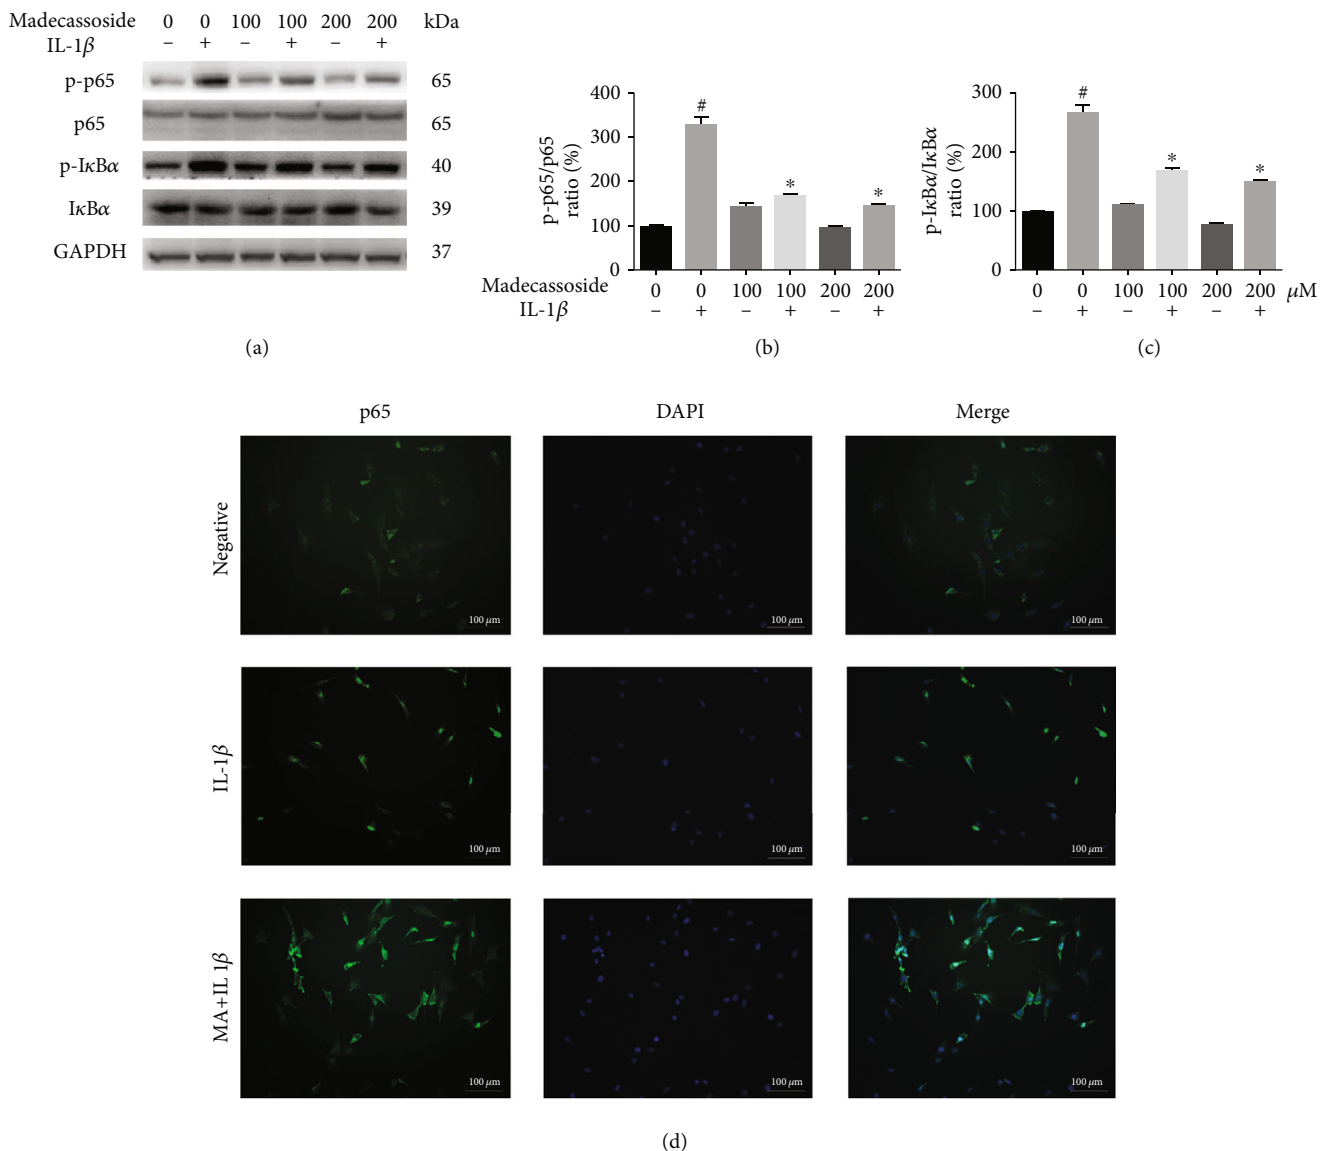 Madecassoside 0 0 100 100 200 200 kDa
IL-1β – + – + – +
p-p65 65
p65 65
p-IκBα 40
IκBα 39
GAPDH 37
(a)
p-p65/p65
ratio (%)
400
300
200
100
0
#
*
*
Madecassoside 0 0 100 100 200 200
IL-1β – + – + – +
(b)
p-IκBα/IκBα
ratio (%)
300
200
100
0
#
*
*
0 0 100 100 200 200 μM
– + – + – +
(c)
p65 DAPI Merge
Negative
100 μm 100 μm 100 μm
IL-1β
100 μm 100 μm 100 μm
MA+IL 1β
100 μm 100 μm 100 μm
(d)